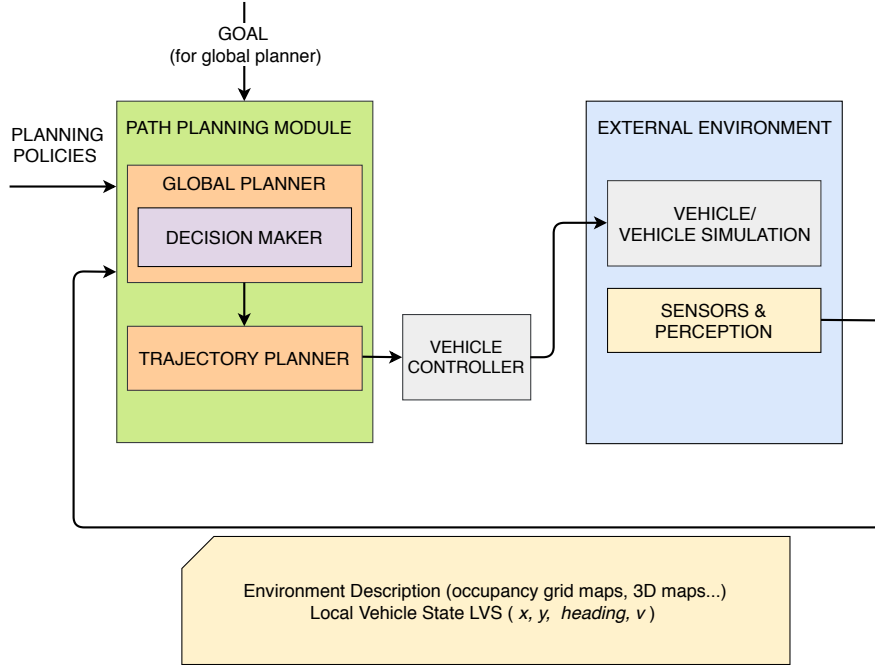 GOAL
(for global planner)
PLANNING
POLICIES
PATH PLANNING MODULE
GLOBAL PLANNER
DECISION MAKER
TRAJECTORY PLANNER
VEHICLE
CONTROLLER
EXTERNAL ENVIRONMENT
VEHICLE/
VEHICLE SIMULATION
SENSORS &
PERCEPTION
Environment Description (occupancy grid maps, 3D maps...)
Local Vehicle State LVS ( x, y, heading, v )